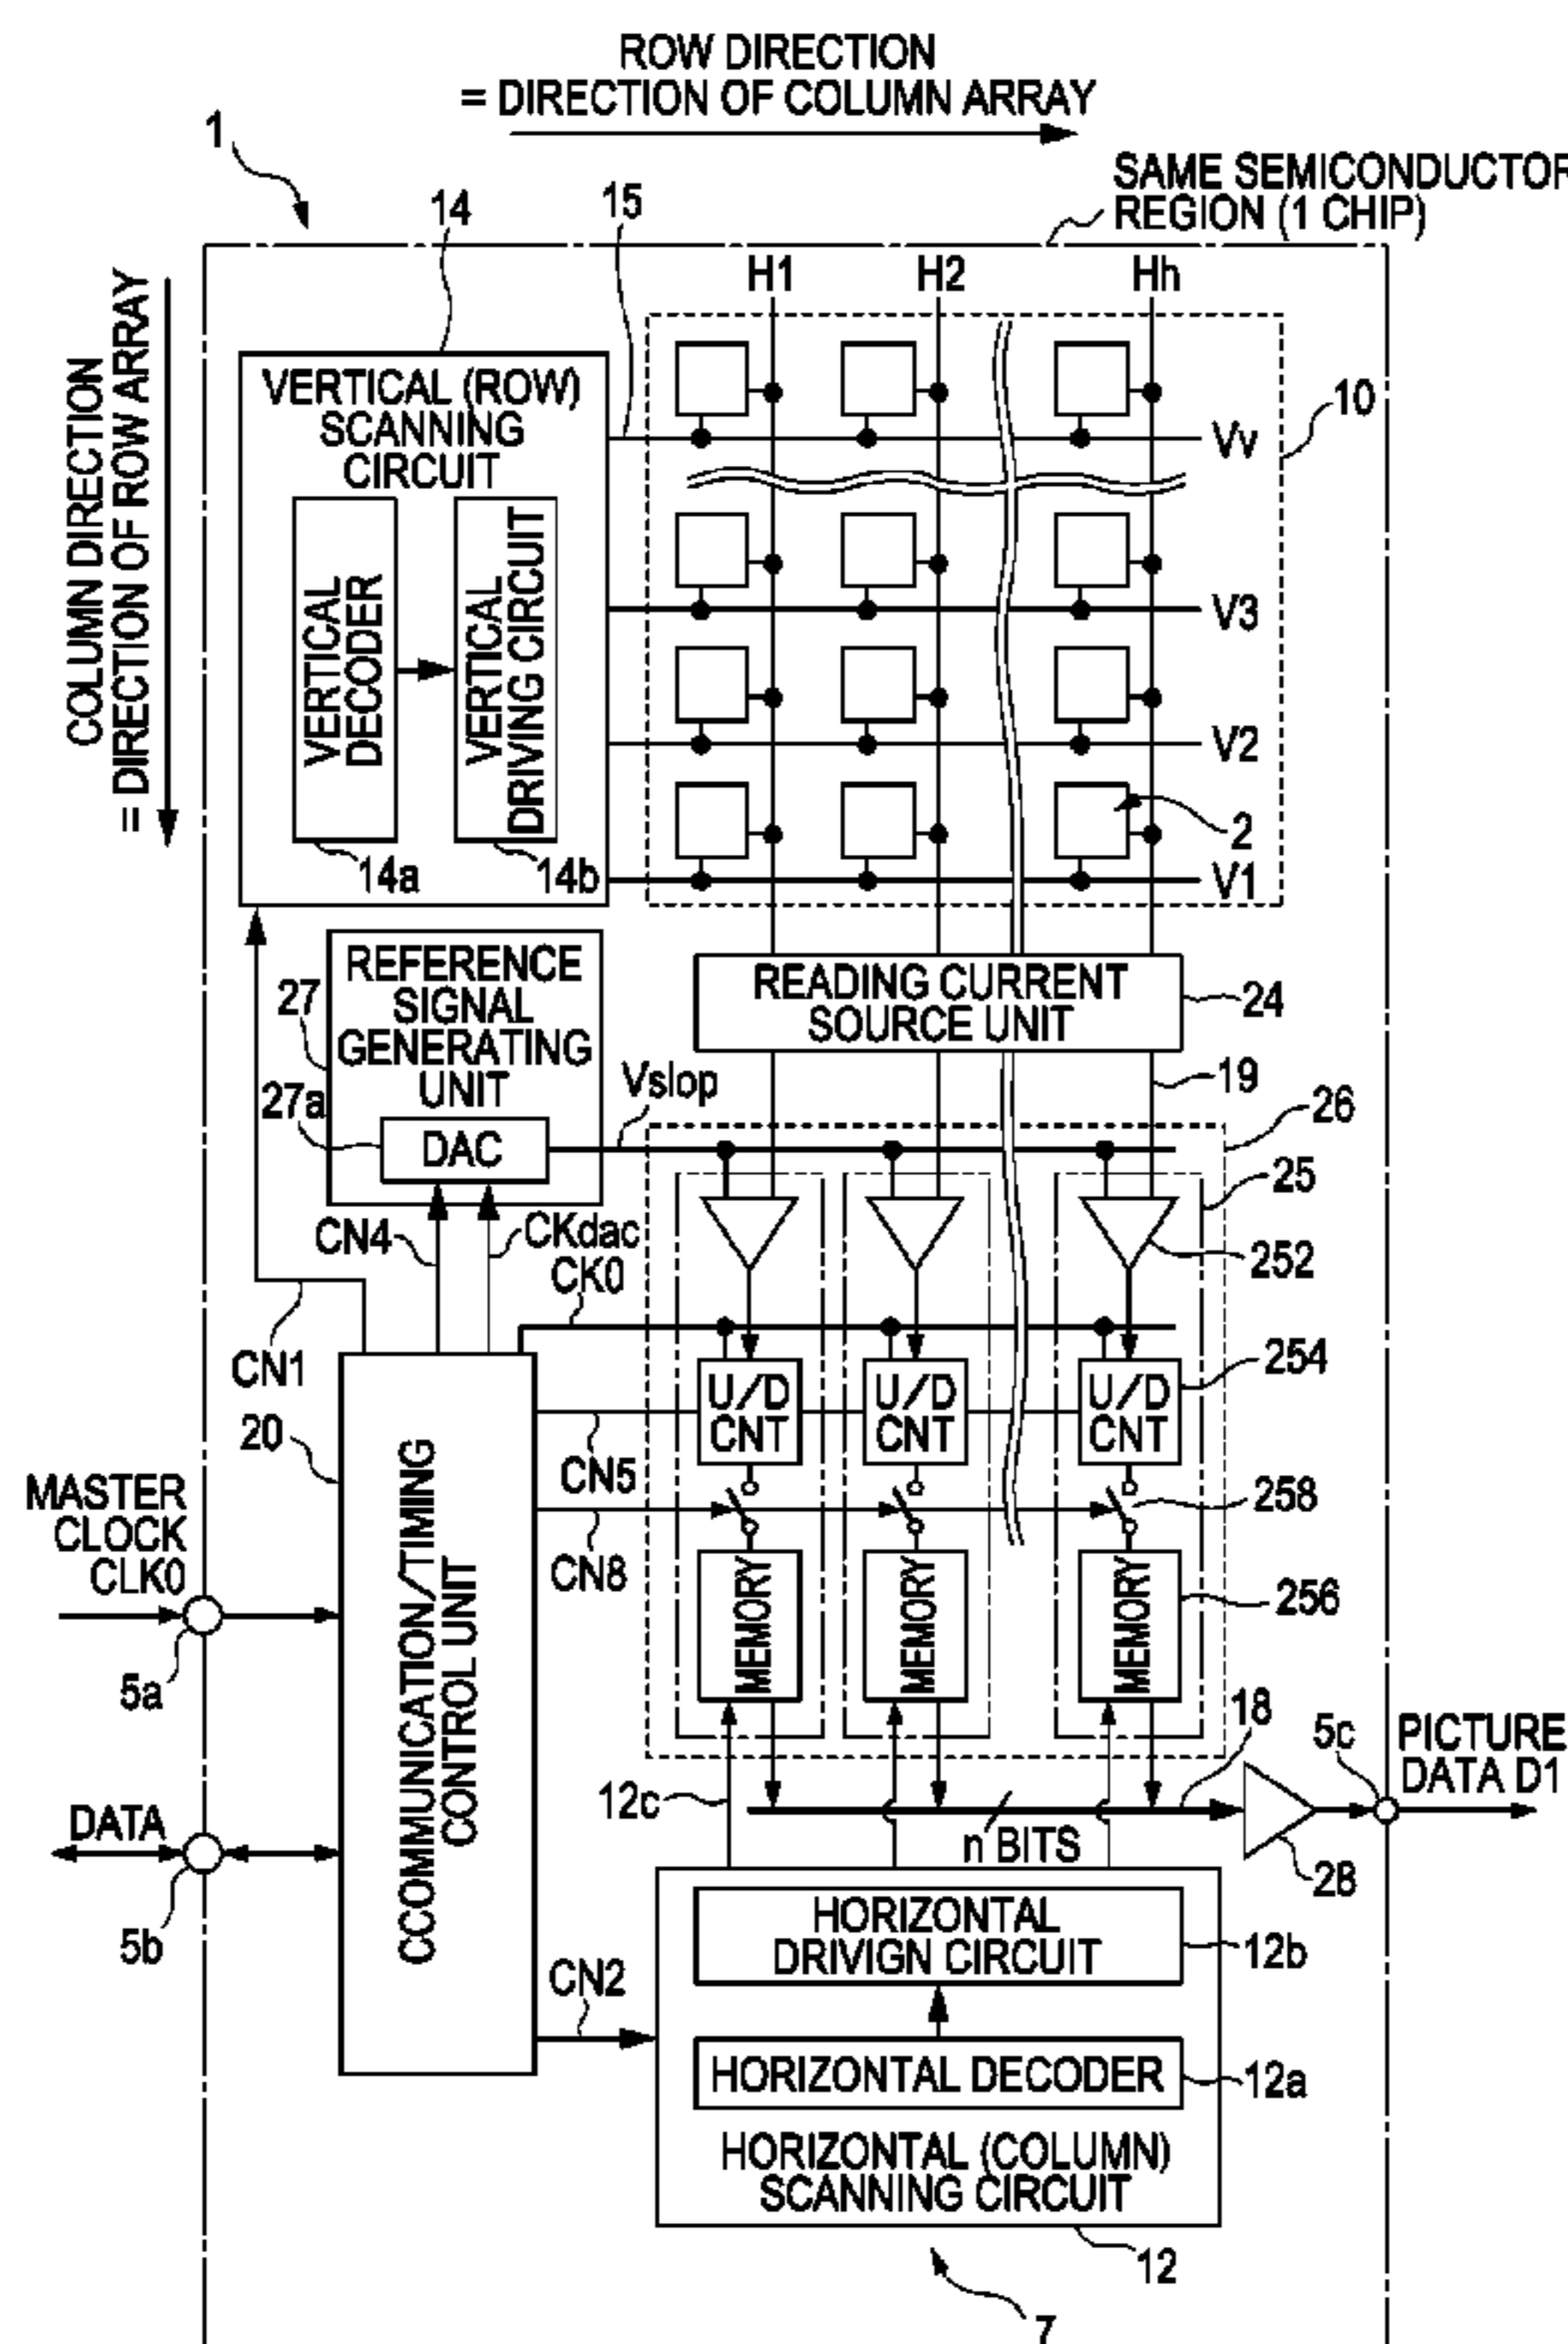 ROW DIRECTION
= DIRECTION OF COLUMN ARRAY
1
SAME SEMICONDUCTOR
REGION (1 CHIP)
14
15
H1
H2
Hh
COLUMN DIRECTION
= DIRECTION OF ROW ARRAY
VERTICAL (ROW)
SCANNING
CIRCUIT
10
Vv
VERTICAL
DECODER
VERTICAL
DRIVING CIRCUIT
V3
V2
2
14a
14b
V1
REFERENCE
SIGNAL
GENERATING
UNIT
27
READING CURRENT
SOURCE UNIT
24
27a
Vslop
19
26
DAC
25
CN4
CKdac
CK0
252
CN1
254
U/D
CNT
U/D
CNT
U/D
CNT
20
CN5
MASTER
CLOCK
CLK0
258
CN8
CCOMMUNICATION/TIMING
CONTROL UNIT
MEMORY
MEMORY
MEMORY
256
5a
18
5c
PICTURE
DATA D1
12c
DATA
n BITS
28
5b
HORIZONTAL
DRIVIGN CIRCUIT
12b
CN2
HORIZONTAL DECODER
12a
HORIZONTAL (COLUMN)
SCANNING CIRCUIT
12
7